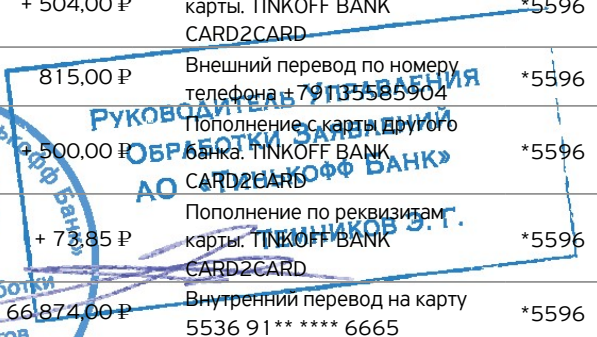 + 504,00 ₽ карты. TINKOFF BANK *5596
CARD2CARD
815,00 ₽ Внешний перевод по номеру *5596
телефона +79135585904
РУКОВОДИТЕЛЬ УПРАВЛЕНИЯ
Пополнение с карты другого
ОБРАБОТКИ ЗАЯВЛЕНИЙ
+ 500,00 ₽ банка. TINKOFF BANK *5596
CARD2CARD
АО «ТИНЬКОФФ БАНК»
Пополнение по реквизитам
+ 73,85 ₽ карты. TINKOFF BANK *5596
ТЕМНИКОВ Э. Г.
CARD2CARD
66 874,00 ₽ Внутренний перевод на карту *5596
5536 91** **** 6665